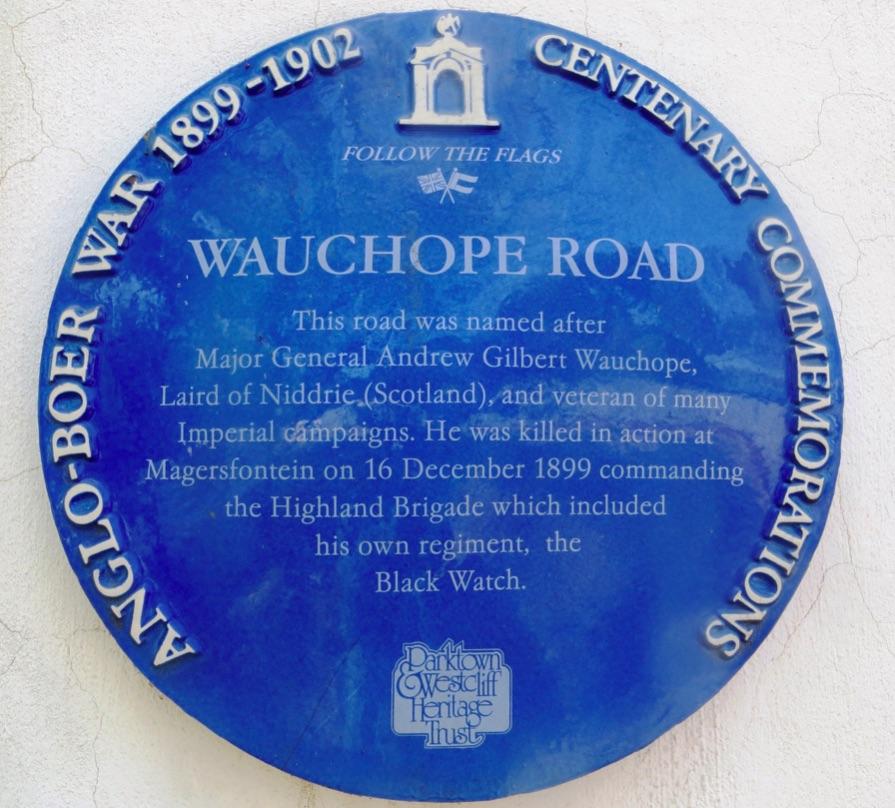 ANGLO-BOER WAR 1899-1902
CENTENARY COMMEMORATIONS
FOLLOW THE FLAGS
WAUCHOPE ROAD
This road was named after
Major General Andrew Gilbert Wauchope,
Laird of Niddrie (Scotland), and veteran of many
Imperial campaigns. He was killed in action at
Magersfontein on 16 December 1899 commanding
the Highland Brigade which included
his own regiment, the
Black Watch.
Parktown
& Westcliff
Heritage
Trust